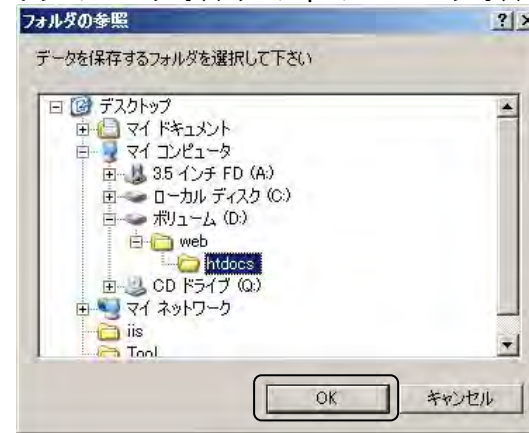 フォルダの参照
データを保存するフォルダを選択して下さい
デスクトップ
マイ ドキュメント
マイ コンピュータ
3.5 インチ FD (A:)
ローカル ディスク (C:)
ボリューム (D:)
web
htdocs
CD ドライブ (Q:)
マイ ネットワーク
iis
Tool
OK キャンセル